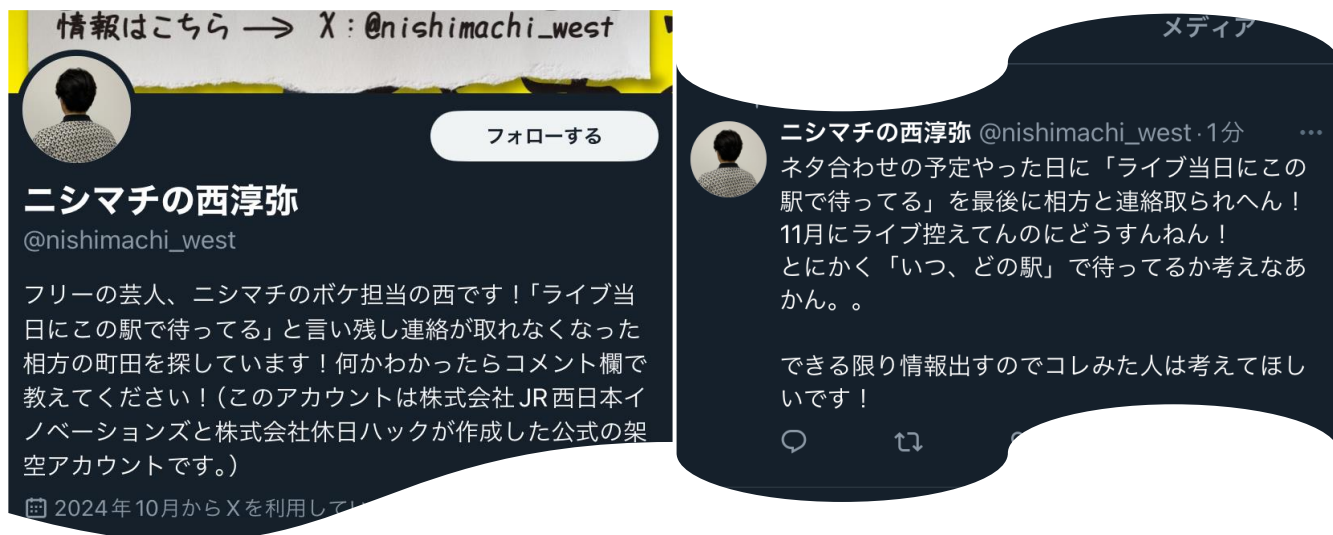 情報はこちら → X:@nishimachi_west
フォローする
ニシマチの西淳弥
@nishimachi_west
フリーの芸人、ニシマチのボケ担当の西です!「ライブ当
日にこの駅で待ってる」と言い残し連絡が取れなくなった
相方の町田を探しています!何かわかったらコメント欄で
教えてください!(このアカウントは株式会社JR西日本イ
ノベーションズと株式会社休日ハックが作成した公式の架
空アカウントです。)
2024年10月からXを利用してい
メディア
ニシマチの西淳弥 @nishimachi_west · 1分
ネタ合わせの予定やった日に「ライブ当日にこの
駅で待ってる」を最後に相方と連絡取られへん!
11月にライブ控えてんのにどうすんねん!
とにかく「いつ、どの駅」で待ってるか考えなあ
かん。。
できる限り情報出すのでコレみた人は考えてほし
いです!